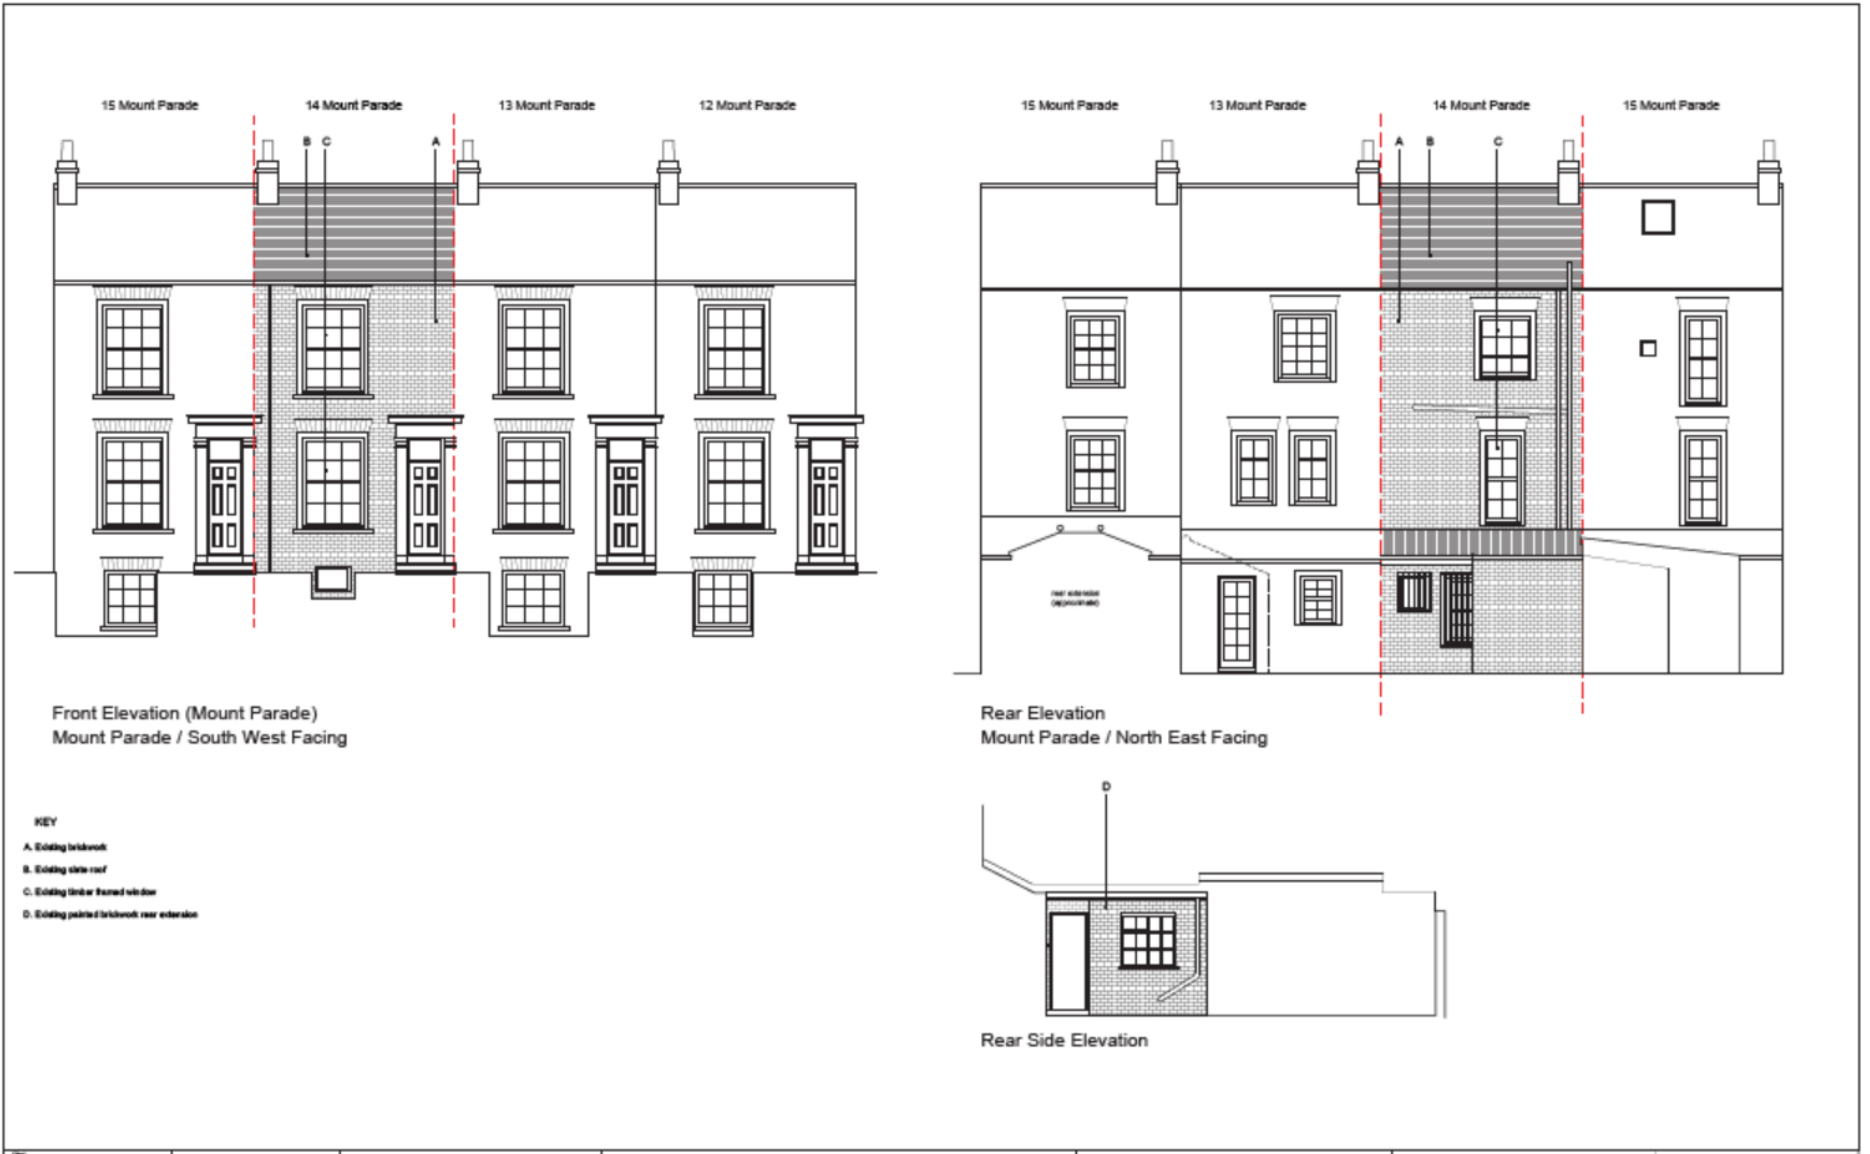 15 Mount Parade
14 Mount Parade
13 Mount Parade
12 Mount Parade
B C A
Front Elevation (Mount Parade)
Mount Parade / South West Facing
15 Mount Parade
13 Mount Parade
14 Mount Parade
15 Mount Parade
A B C
rear extension
(approximate)
Rear Elevation
Mount Parade / North East Facing
KEY
A. Existing brickwork
B. Existing slate roof
C. Existing timber framed window
D. Existing painted brickwork rear extension
D
Rear Side Elevation